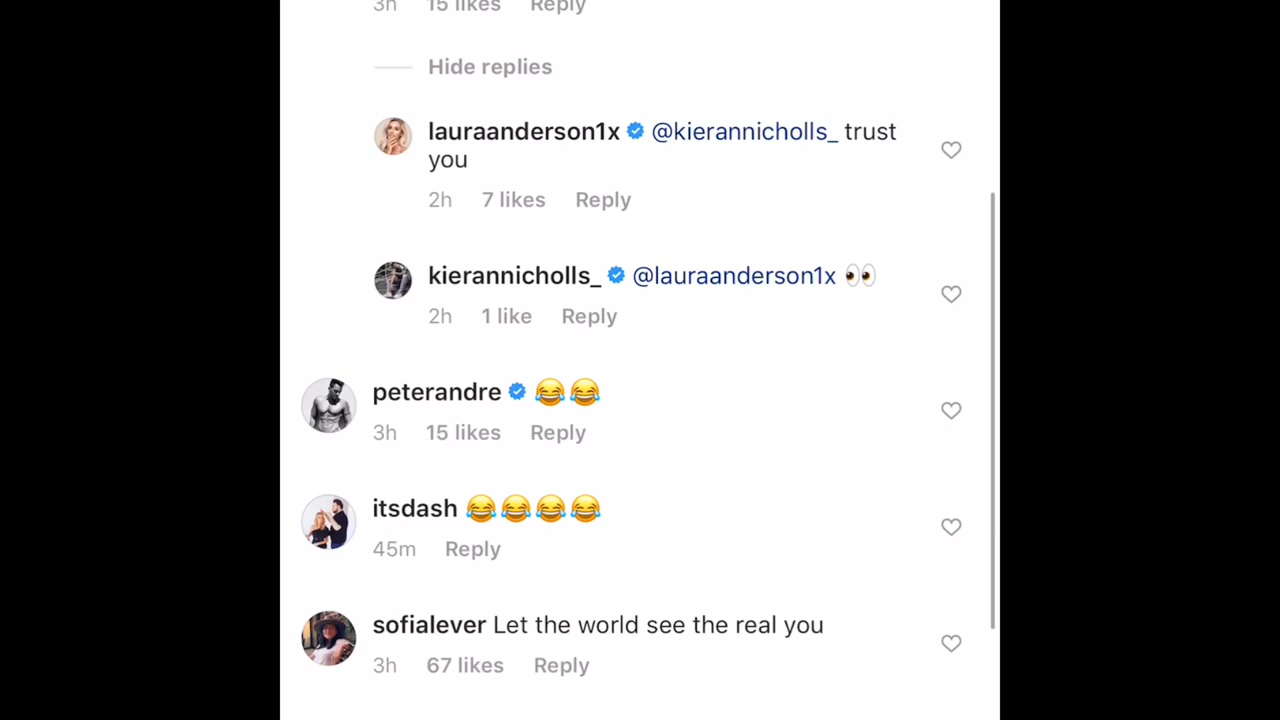 3h 15 likes Reply
Hide replies
lauraanderson1x @kierannicholls_ trust
you
2h 7 likes Reply
kierannicholls_ @lauraanderson1x 👀
2h 1 like Reply
peterandre 😂😂
3h 15 likes Reply
itsdash 😂😂😂😂
45m Reply
sofialever Let the world see the real you
3h 67 likes Reply